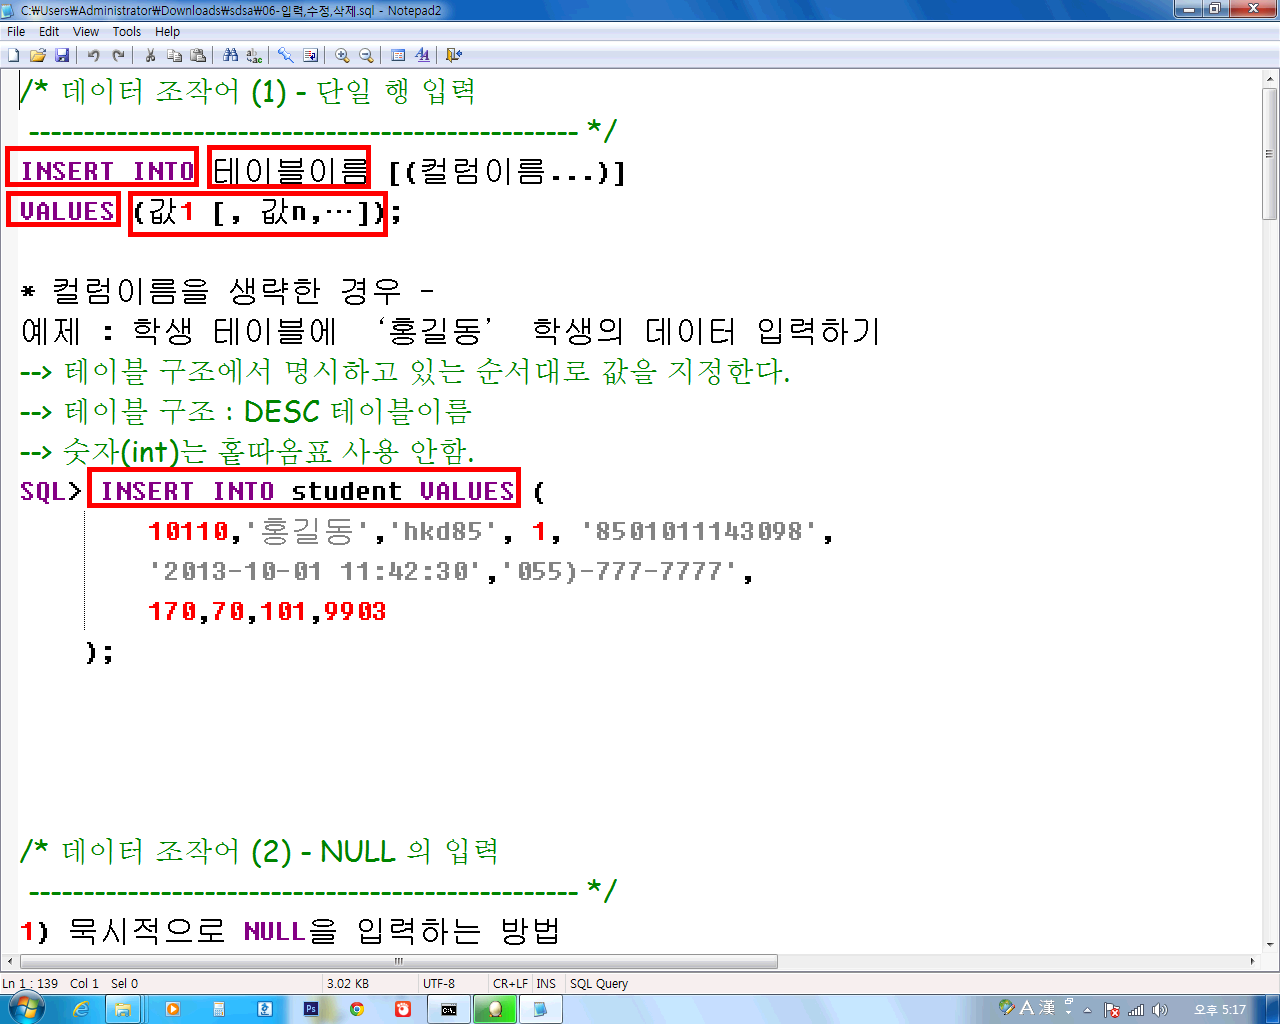 C:₩Users₩Administrator₩Downloads₩sdsa₩06-입력,수정,삭제.sql - Notepad2
File Edit View Tools Help
/* 데이터 조작어 (1) - 단일 행 입력
-------------------------------------------------- */
INSERT INTO 테이블이름 [(컬럼이름...)]
VALUES (값1 [, 값n,…]);
* 컬럼이름을 생략한 경우 -
예제 : 학생 테이블에 ‘홍길동’ 학생의 데이터 입력하기
--> 테이블 구조에서 명시하고 있는 순서대로 값을 지정한다.
--> 테이블 구조 : DESC 테이블이름
--> 숫자(int)는 홑따옴표 사용 안함.
SQL> INSERT INTO student VALUES (
10110,'홍길동','hkd85', 1, '8501011143098',
'2013-10-01 11:42:30','055)-777-7777',
170,70,101,9903
);
/* 데이터 조작어 (2) - NULL 의 입력
-------------------------------------------------- */
1) 묵시적으로 NULL을 입력하는 방법
Ln 1 : 139 Col 1 Sel 0 3.02 KB UTF-8 CR+LF INS SQL Query
A 漢 오후 5:17